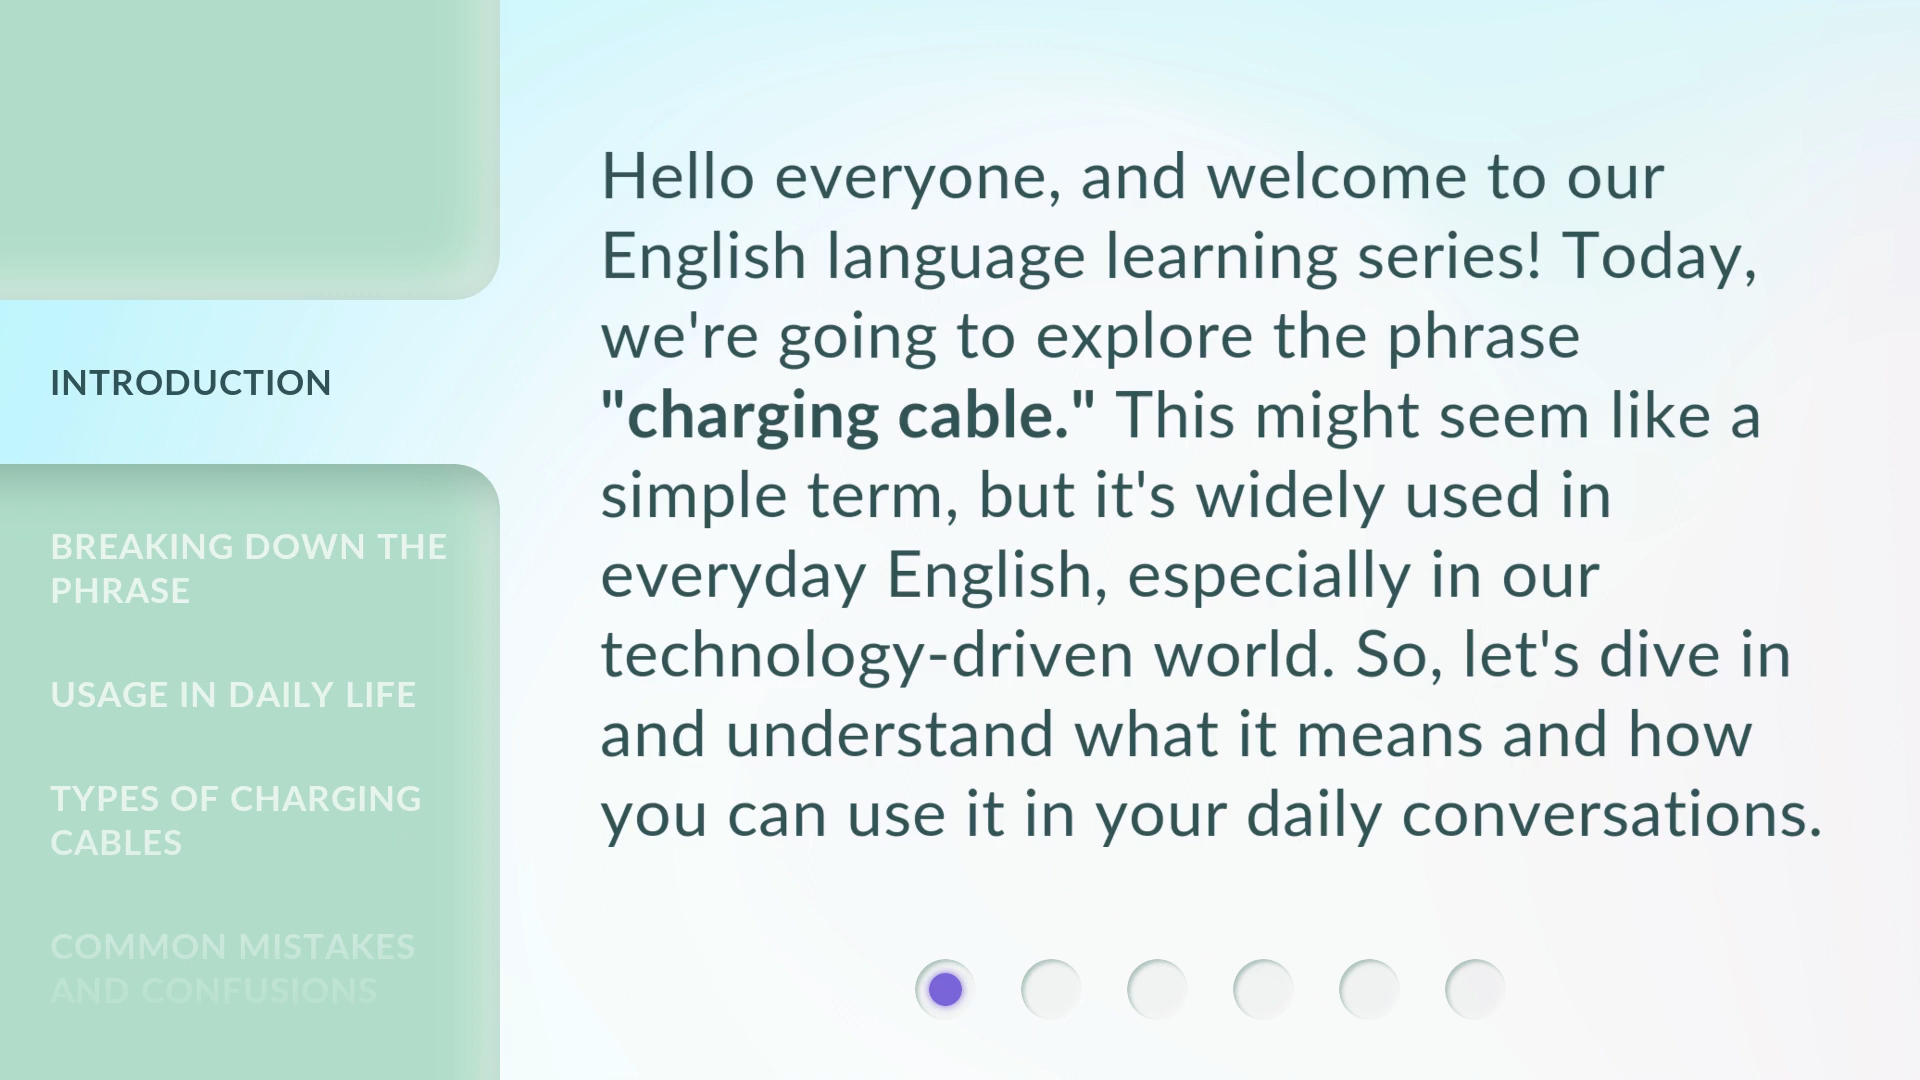 INTRODUCTION
BREAKING DOWN THE
PHRASE
USAGE IN DAILY LIFE
TYPES OF CHARGING
CABLES
COMMON MISTAKES
AND CONFUSIONS
Hello everyone, and welcome to our
English language learning series! Today,
we're going to explore the phrase
"charging cable." This might seem like a
simple term, but it's widely used in
everyday English, especially in our
technology-driven world. So, let's dive in
and understand what it means and how
you can use it in your daily conversations.